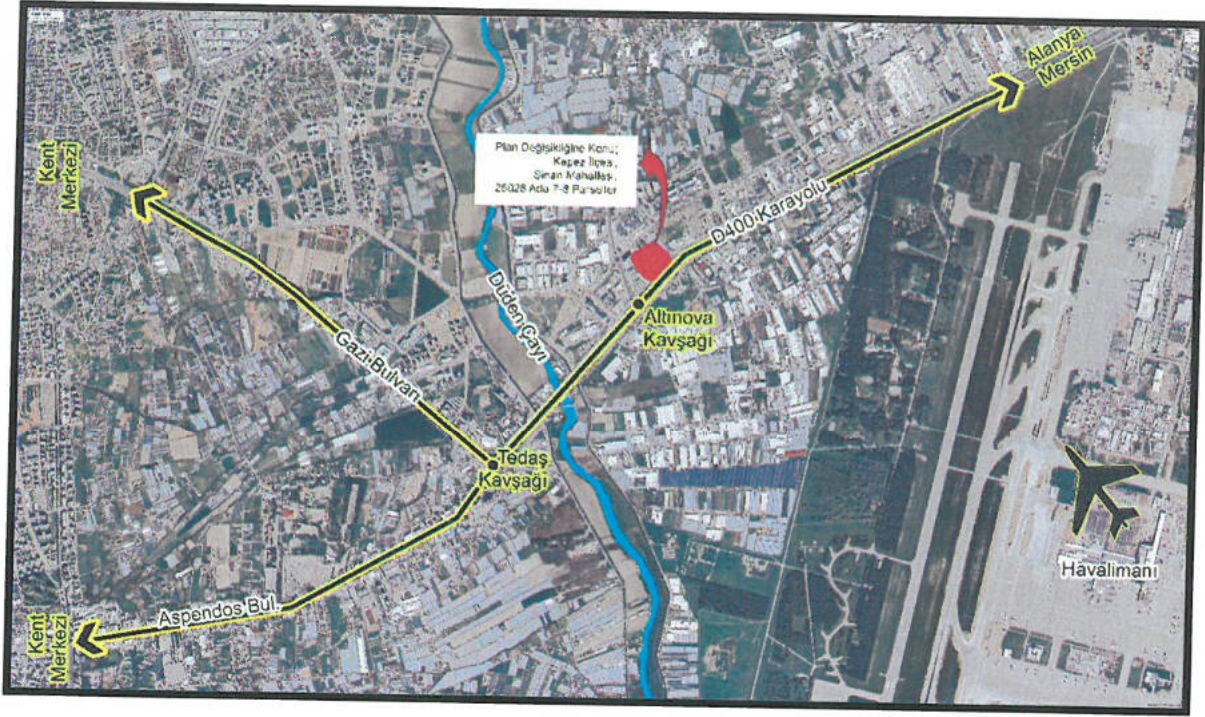 Alanya
Mersin
Kent
Merkezi
Plan Değişikliğine Konu;
Kepez İlçesi,
Sinan Mahallesi,
Ada 7-8 Parseller
D400 Karayolu
Düden Çayı
Altınova
Kavşağı
Gazi Bulvarı
Tedaş
Kavşağı
Havalimanı
Aspendos Bul.
Kent
Merkezi